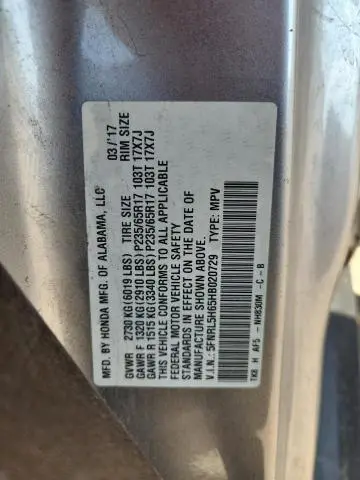 MFD. BY HONDA MFG. OF ALABAMA, LLC 03/'17
GVWR 2730 KG(6019 LBS) TIRE SIZE RIM SIZE
GAWR F 1320 KG(2910 LBS) P235/65R17 103T 17X7J
GAWR R 1515 KG(3340 LBS) P235/65R17 103T 17X7J
THIS VEHICLE CONFORMS TO ALL APPLICABLE
FEDERAL MOTOR VEHICLE SAFETY
STANDARDS IN EFFECT ON THE DATE OF
MANUFACTURE SHOWN ABOVE.
V.I.N.: 5FNRL5H65HB020729 TYPE: MPV
TK8 H AF5 - NH830M -C -B